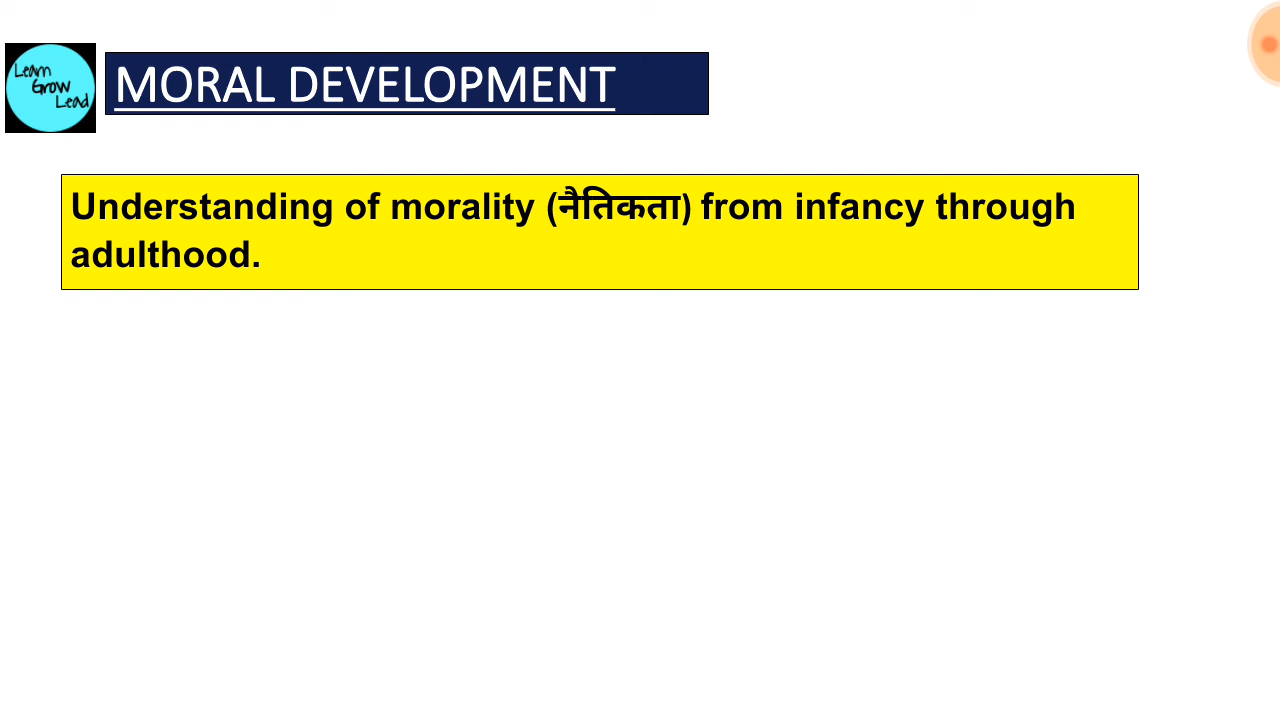 Learn
Grow
Lead
MORAL DEVELOPMENT
Understanding of morality (नैतिकता) from infancy through
adulthood.